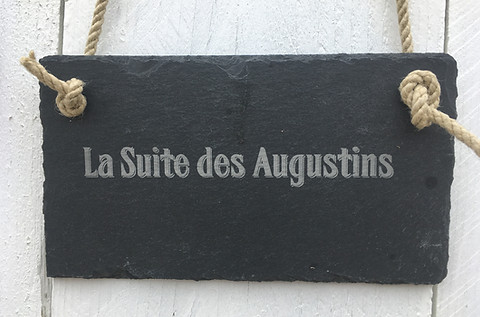 La Suite des Augustins